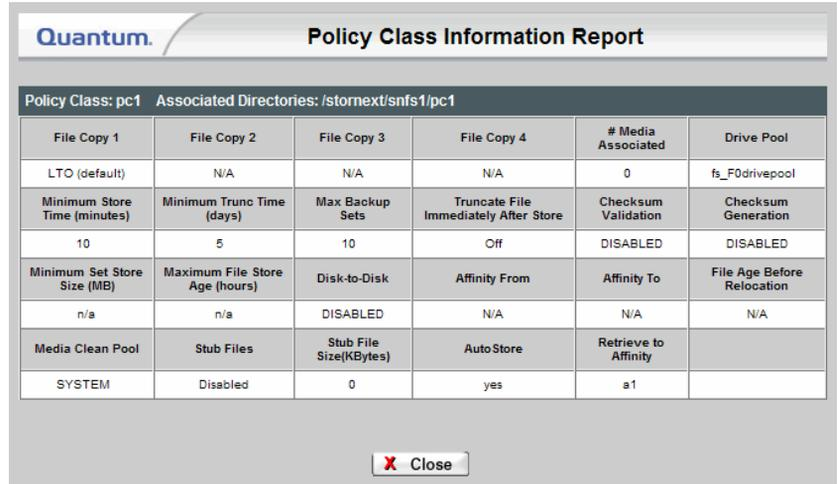 Quantum.
Policy Class Information Report
Policy Class: pc1 Associated Directories: /stornext/snfs1/pc1
File Copy 1 File Copy 2 File Copy 3 File Copy 4 # Media Associated Drive Pool
LTO (default) N/A N/A N/A 0 fs_F0drivepool
Minimum Store Time (minutes) Minimum Trunc Time (days) Max Backup Sets Truncate File Immediately After Store Checksum Validation Checksum Generation
10 5 10 Off DISABLED DISABLED
Minimum Set Store Size (MB) Maximum File Store Age (hours) Disk-to-Disk Affinity From Affinity To File Age Before Relocation
n/a n/a DISABLED N/A N/A N/A
Media Clean Pool Stub Files Stub File Size(KBytes) AutoStore Retrieve to Affinity
SYSTEM Disabled 0 yes a1
X Close